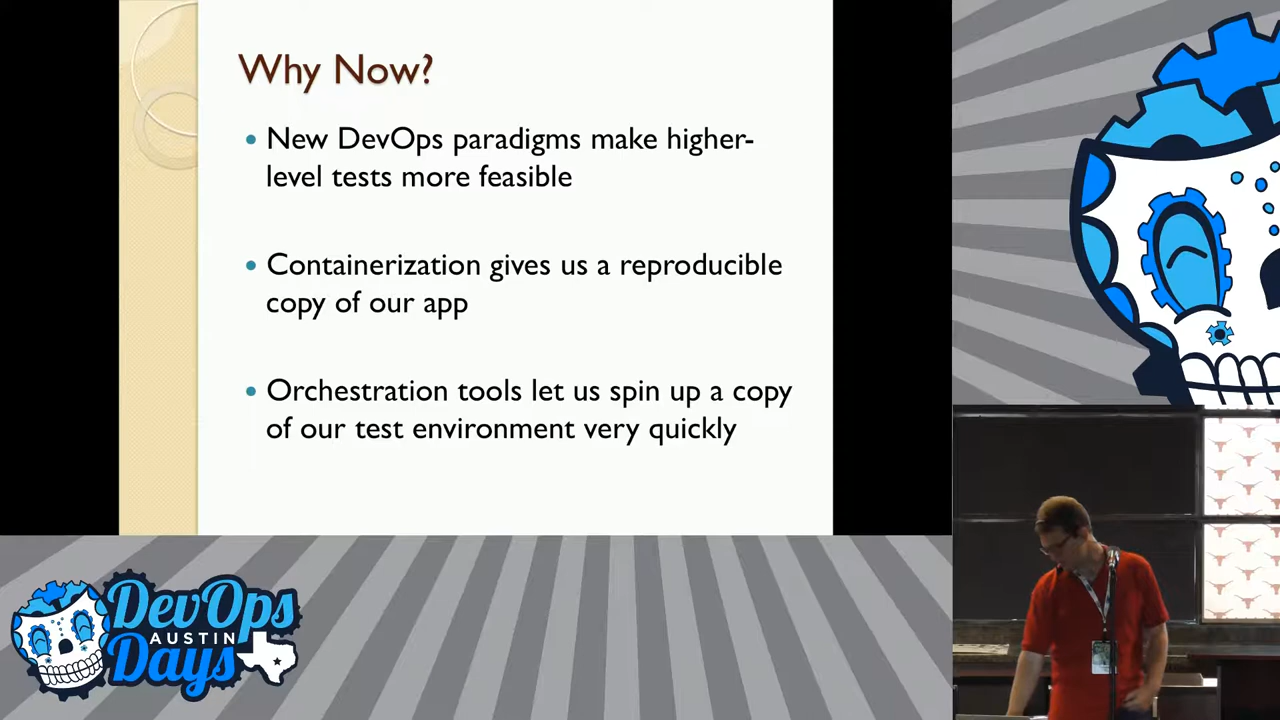 Why Now?
• New DevOps paradigms make higher-
level tests more feasible
• Containerization gives us a reproducible
copy of our app
• Orchestration tools let us spin up a copy
of our test environment very quickly
DevOps
AUSTIN
Days